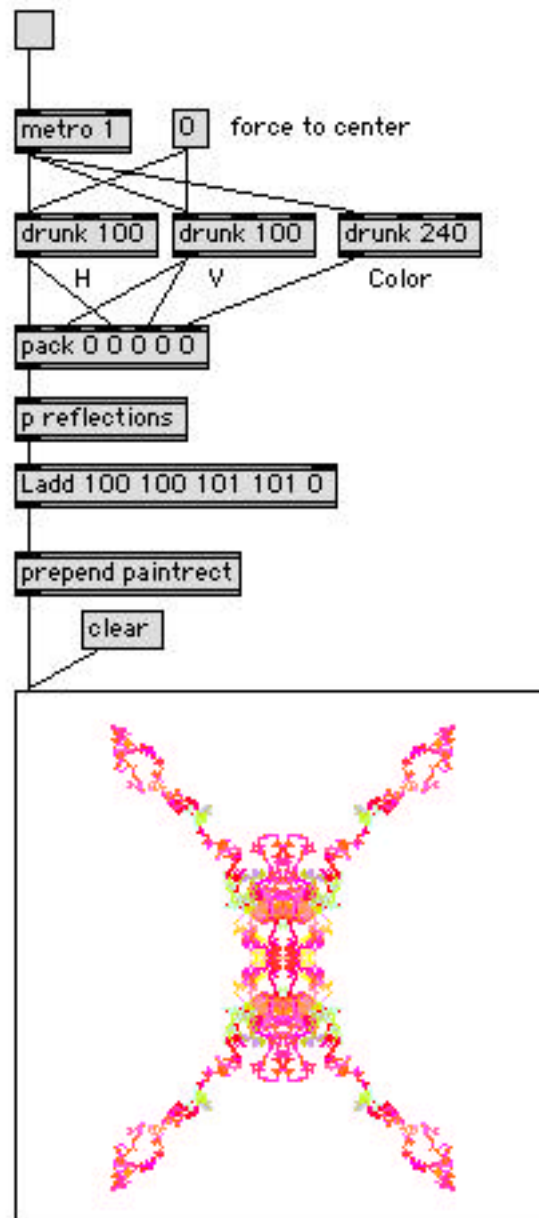 metro 1
0
force to center
drunk 100
drunk 100
drunk 240
H
V
Color
pack 0 0 0 0 0
p reflections
Ladd 100 100 101 101 0
prepend paintrect
clear